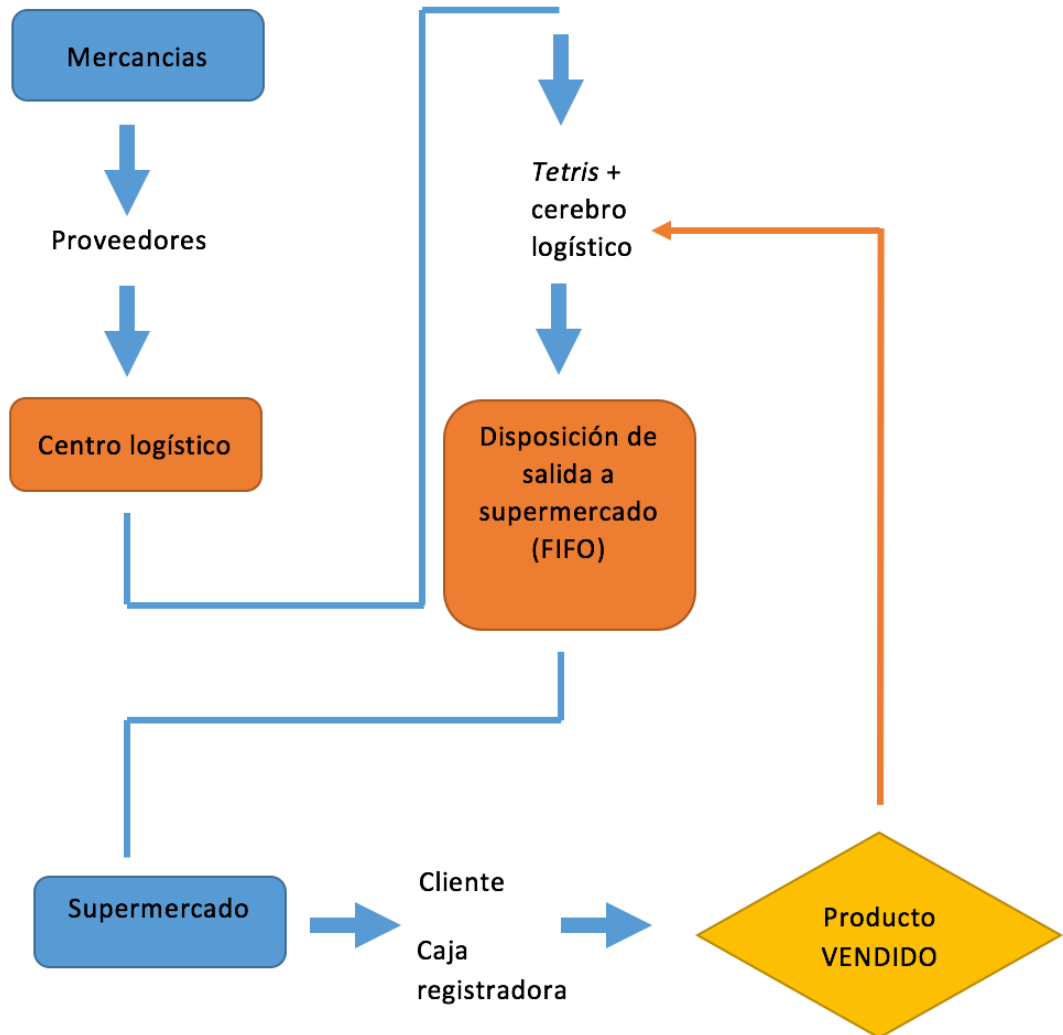 Mercancias
Proveedores
Centro logístico
Tetris +
cerebro
logístico
Disposición de
salida a
supermercado
(FIFO)
Supermercado
Cliente
Caja
registradora
Producto
VENDIDO